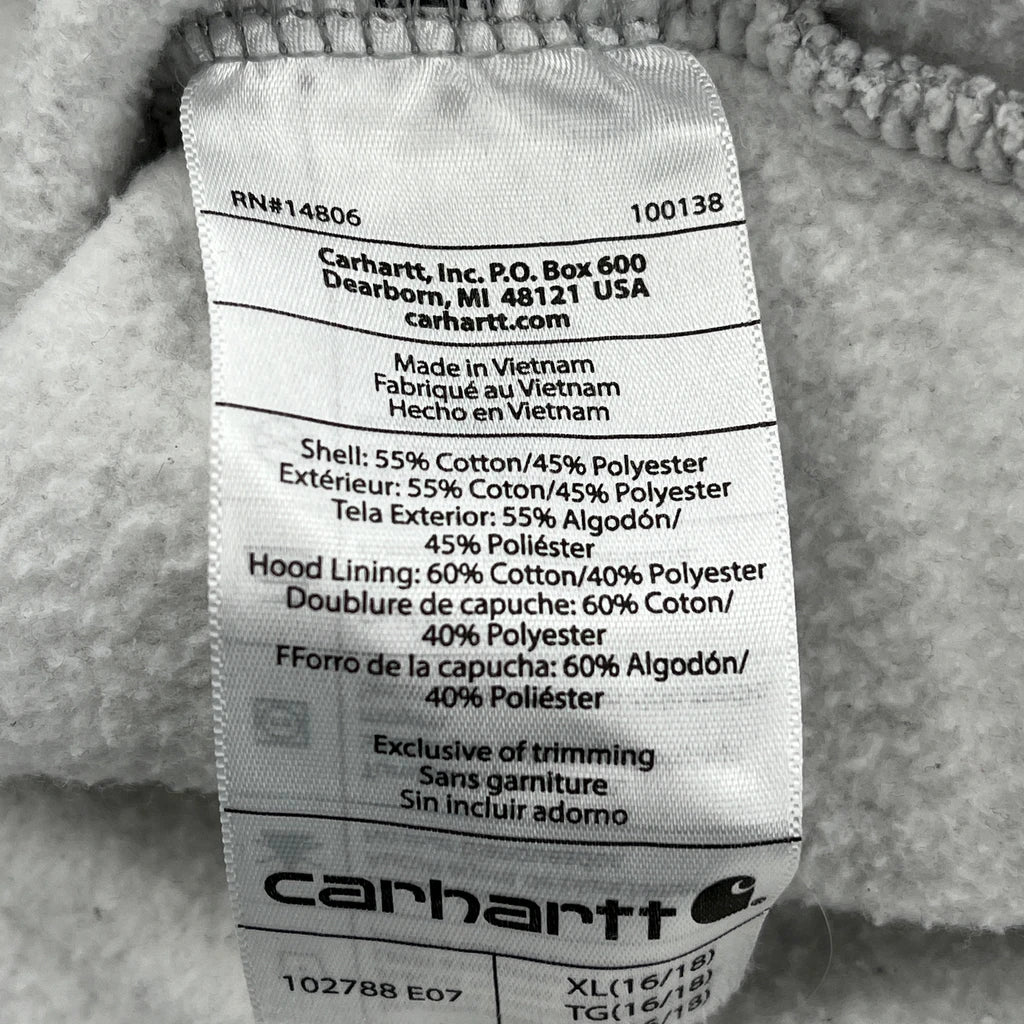 RN#14806 100138
Carhartt, Inc. P.O. Box 600
Dearborn, MI 48121 USA
carhartt.com
Made in Vietnam
Fabriqué au Vietnam
Hecho en Vietnam
Shell: 55% Cotton/45% Polyester
Extérieur: 55% Coton/45% Polyester
Tela Exterior: 55% Algodón/
45% Poliéster
Hood Lining: 60% Cotton/40% Polyester
Doublure de capuche: 60% Coton/
40% Polyester
FForro de la capucha: 60% Algodón/
40% Poliéster
Exclusive of trimming
Sans garniture
Sin incluir adorno
carhartt
102788 E07 XL(16/18)
TG(16/18)
6/18)